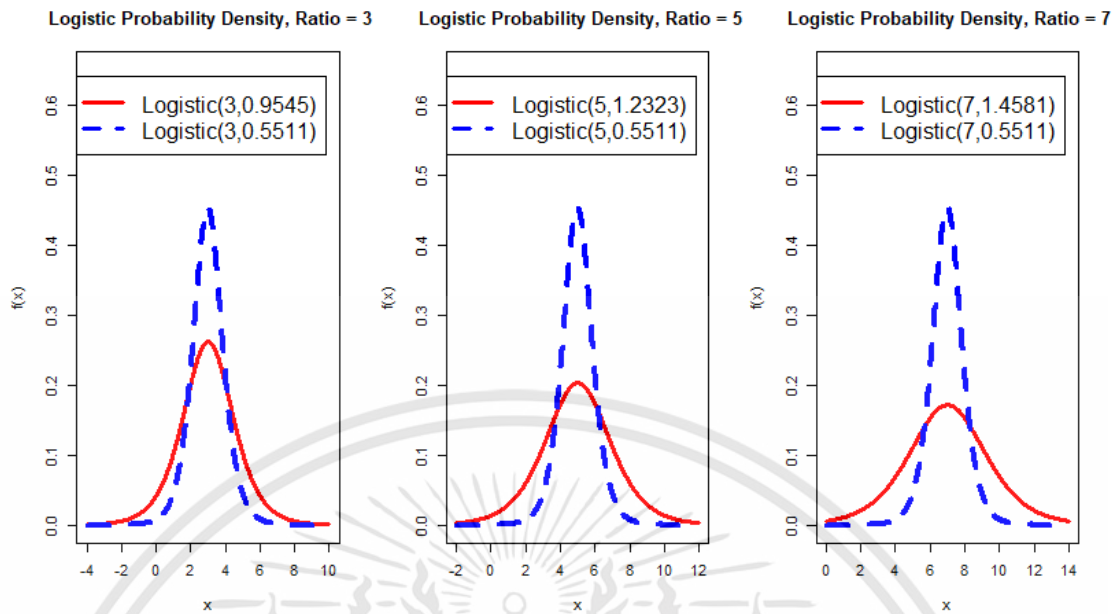 Logistic Probability Density, Ratio = 3
Logistic(3,0.9545)
Logistic(3,0.5511)
f(x)
0.0 0.1 0.2 0.3 0.4 0.5 0.6
-4 -2 0 2 4 6 8 10
x
Logistic Probability Density, Ratio = 5
Logistic(5,1.2323)
Logistic(5,0.5511)
f(x)
0.0 0.1 0.2 0.3 0.4 0.5 0.6
-2 0 2 4 6 8 10 12
x
Logistic Probability Density, Ratio = 7
Logistic(7,1.4581)
Logistic(7,0.5511)
f(x)
0.0 0.1 0.2 0.3 0.4 0.5 0.6
0 2 4 6 8 10 12 14
x